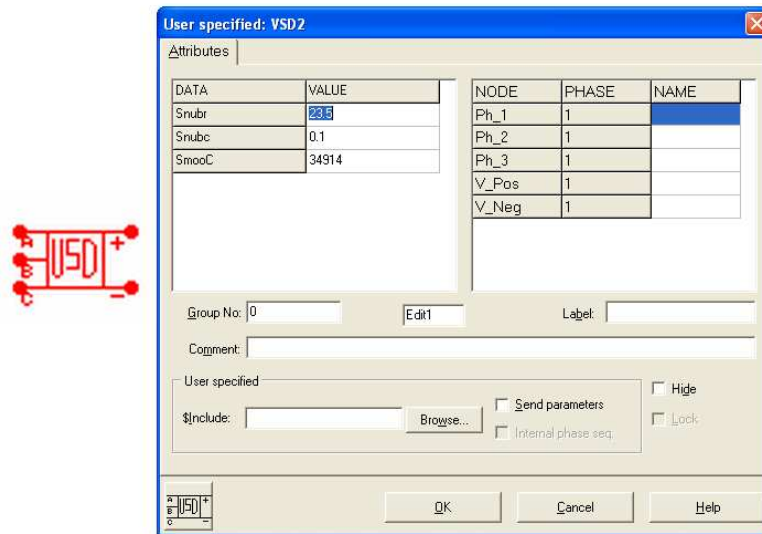 User specified: VSD2
Attributes
DATA VALUE
Snubr 23.5
Snubc 0.1
SmooC 34914
NODE PHASE NAME
Ph_1 1
Ph_2 1
Ph_3 1
V_Pos 1
V_Neg 1
A
B
C
VSD
+
-
Group No: 0
Edit1
Label:
Comment:
User specified
$Include:
Browse...
Send parameters
Internal phase seq.
Hide
Lock
A
B
C
VSD
+
-
OK
Cancel
Help